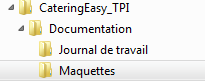 CateringEasy_TPI
Documentation
Journal de travail
Maquettes